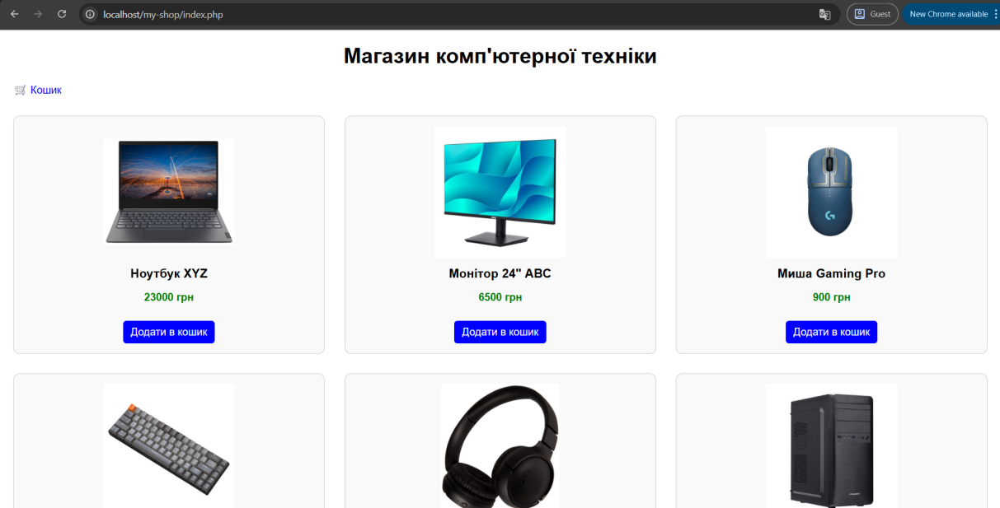 localhost/my-shop/index.php
Guest
New Chrome available
Магазин комп'ютерної техніки
🛒 Кошик
Ноутбук XYZ
Монітор 24" ABC
Миша Gaming Pro
23000 грн
6500 грн
900 грн
Додати в кошик
Додати в кошик
Додати в кошик